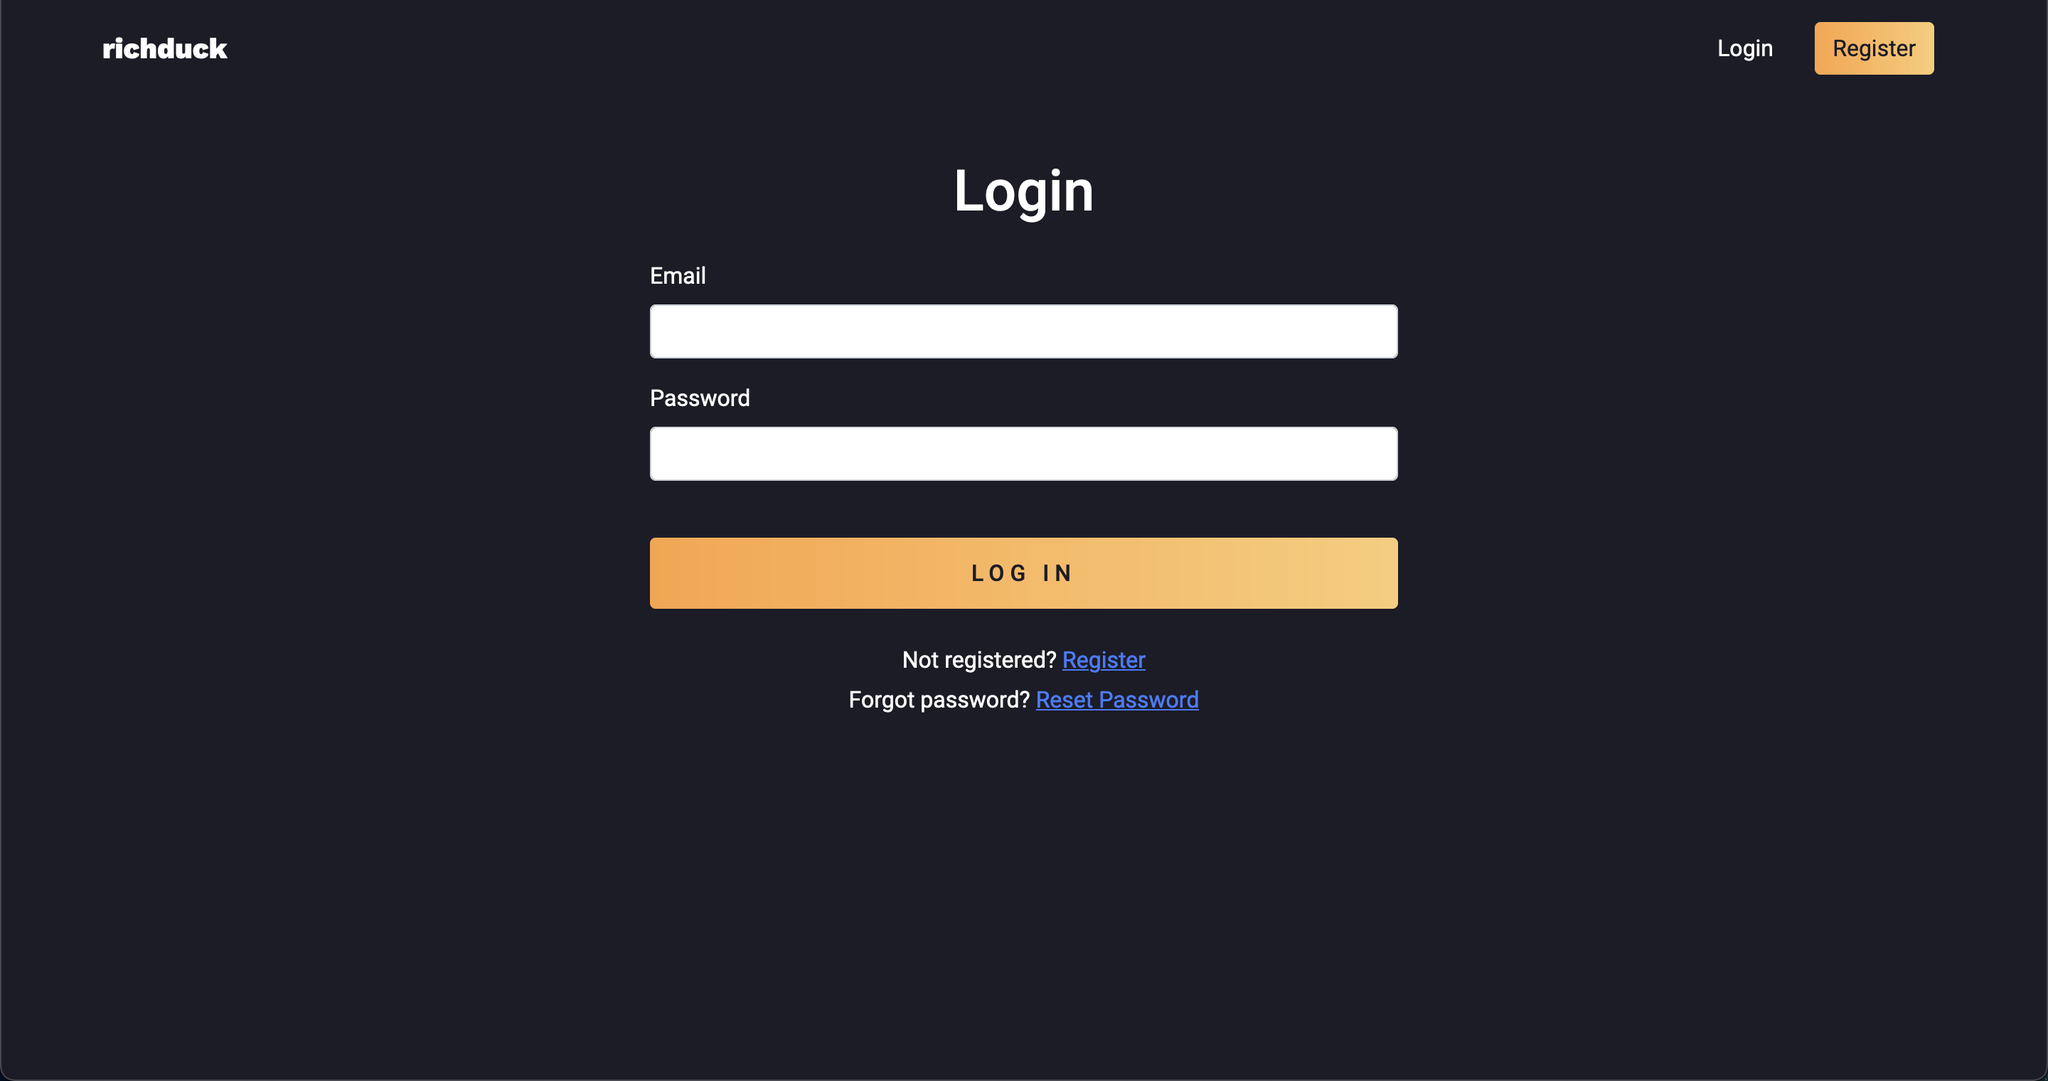 richduck
Login
Register
Login
Email
Password
LOG IN
Not registered? Register
Forgot password? Reset Password